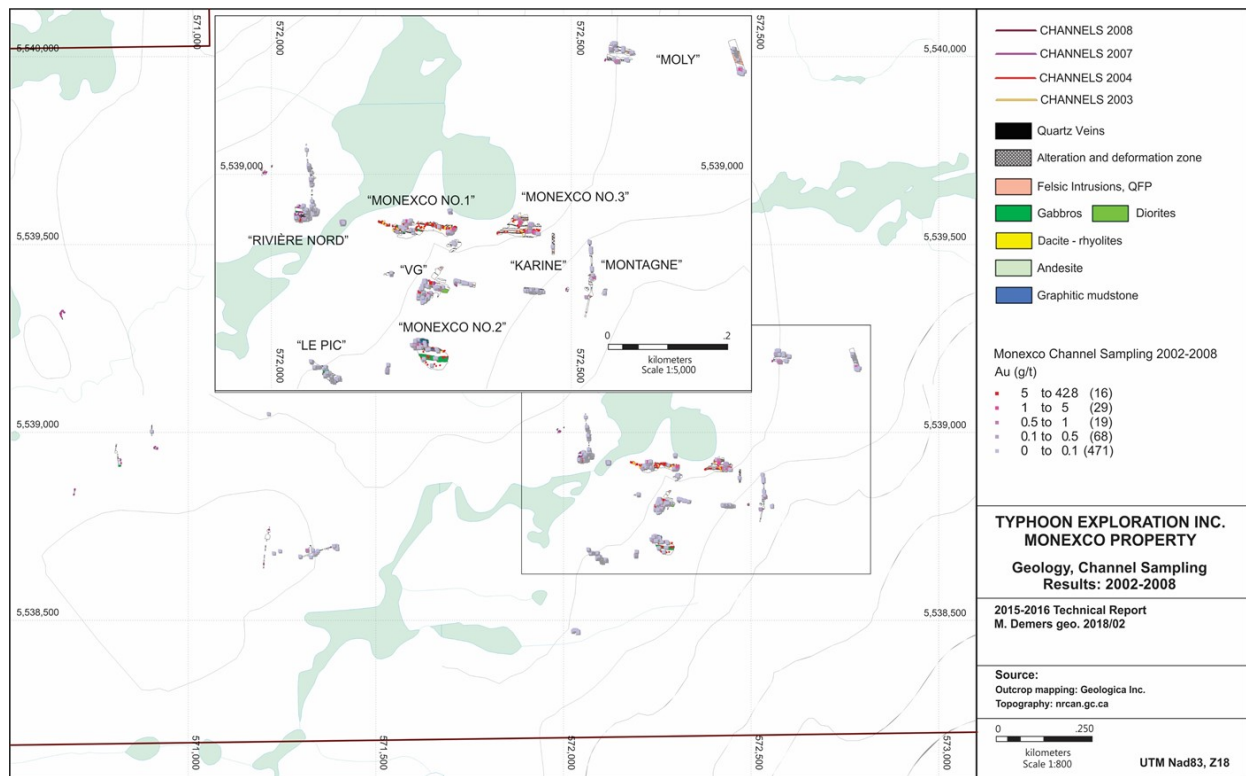 571,000
572,000
572,500
572,500
5,540,000
5,540,000
"MOLY"
5,539,000
5,539,000
"MONEXCO NO.1"
"MONEXCO NO.3"
"RIVIÈRE NORD"
5,539,500
5,539,500
"VG"
"KARINE"
"MONTAGNE"
"MONEXCO NO.2"
"LE PIC"
0 .2
kilometers
Scale 1:5,000
572,000
572,500
5,539,000
5,539,000
5,538,500
5,538,500
571,000
571,500
572,000
572,500
573,000
CHANNELS 2008
CHANNELS 2007
CHANNELS 2004
CHANNELS 2003
Quartz Veins
Alteration and deformation zone
Felsic Intrusions, QFP
Gabbros Diorites
Dacite - rhyolites
Andesite
Graphitic mudstone
Monexco Channel Sampling 2002-2008
Au (g/t)
5 to 42.8 (16)
1 to 5 (29)
0.5 to 1 (19)
0.1 to 0.5 (68)
0 to 0.1 (471)
TYPHOON EXPLORATION INC.
MONEXCO PROPERTY
Geology, Channel Sampling
Results: 2002-2008
2015-2016 Technical Report
M. Demers geo. 2018/02
Source:
Outcrop mapping: Geologica Inc.
Topography: nrcan.gc.ca
0 .250
kilometers
Scale 1:800
UTM Nad83, Z18